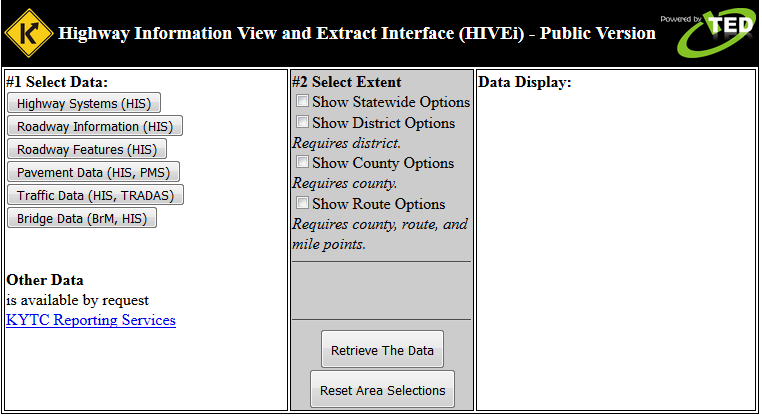 Highway Information View and Extract Interface (HIVEi) - Public Version
Powered by
TED
#1 Select Data:
Highway Systems (HIS)
Roadway Information (HIS)
Roadway Features (HIS)
Pavement Data (HIS, PMS)
Traffic Data (HIS, TRADAS)
Bridge Data (BrM, HIS)
Other Data
is available by request
KYTC Reporting Services
#2 Select Extent
Show Statewide Options
Show District Options
Requires district.
Show County Options
Requires county.
Show Route Options
Requires county, route, and
mile points.
Retrieve The Data
Reset Area Selections
Data Display: